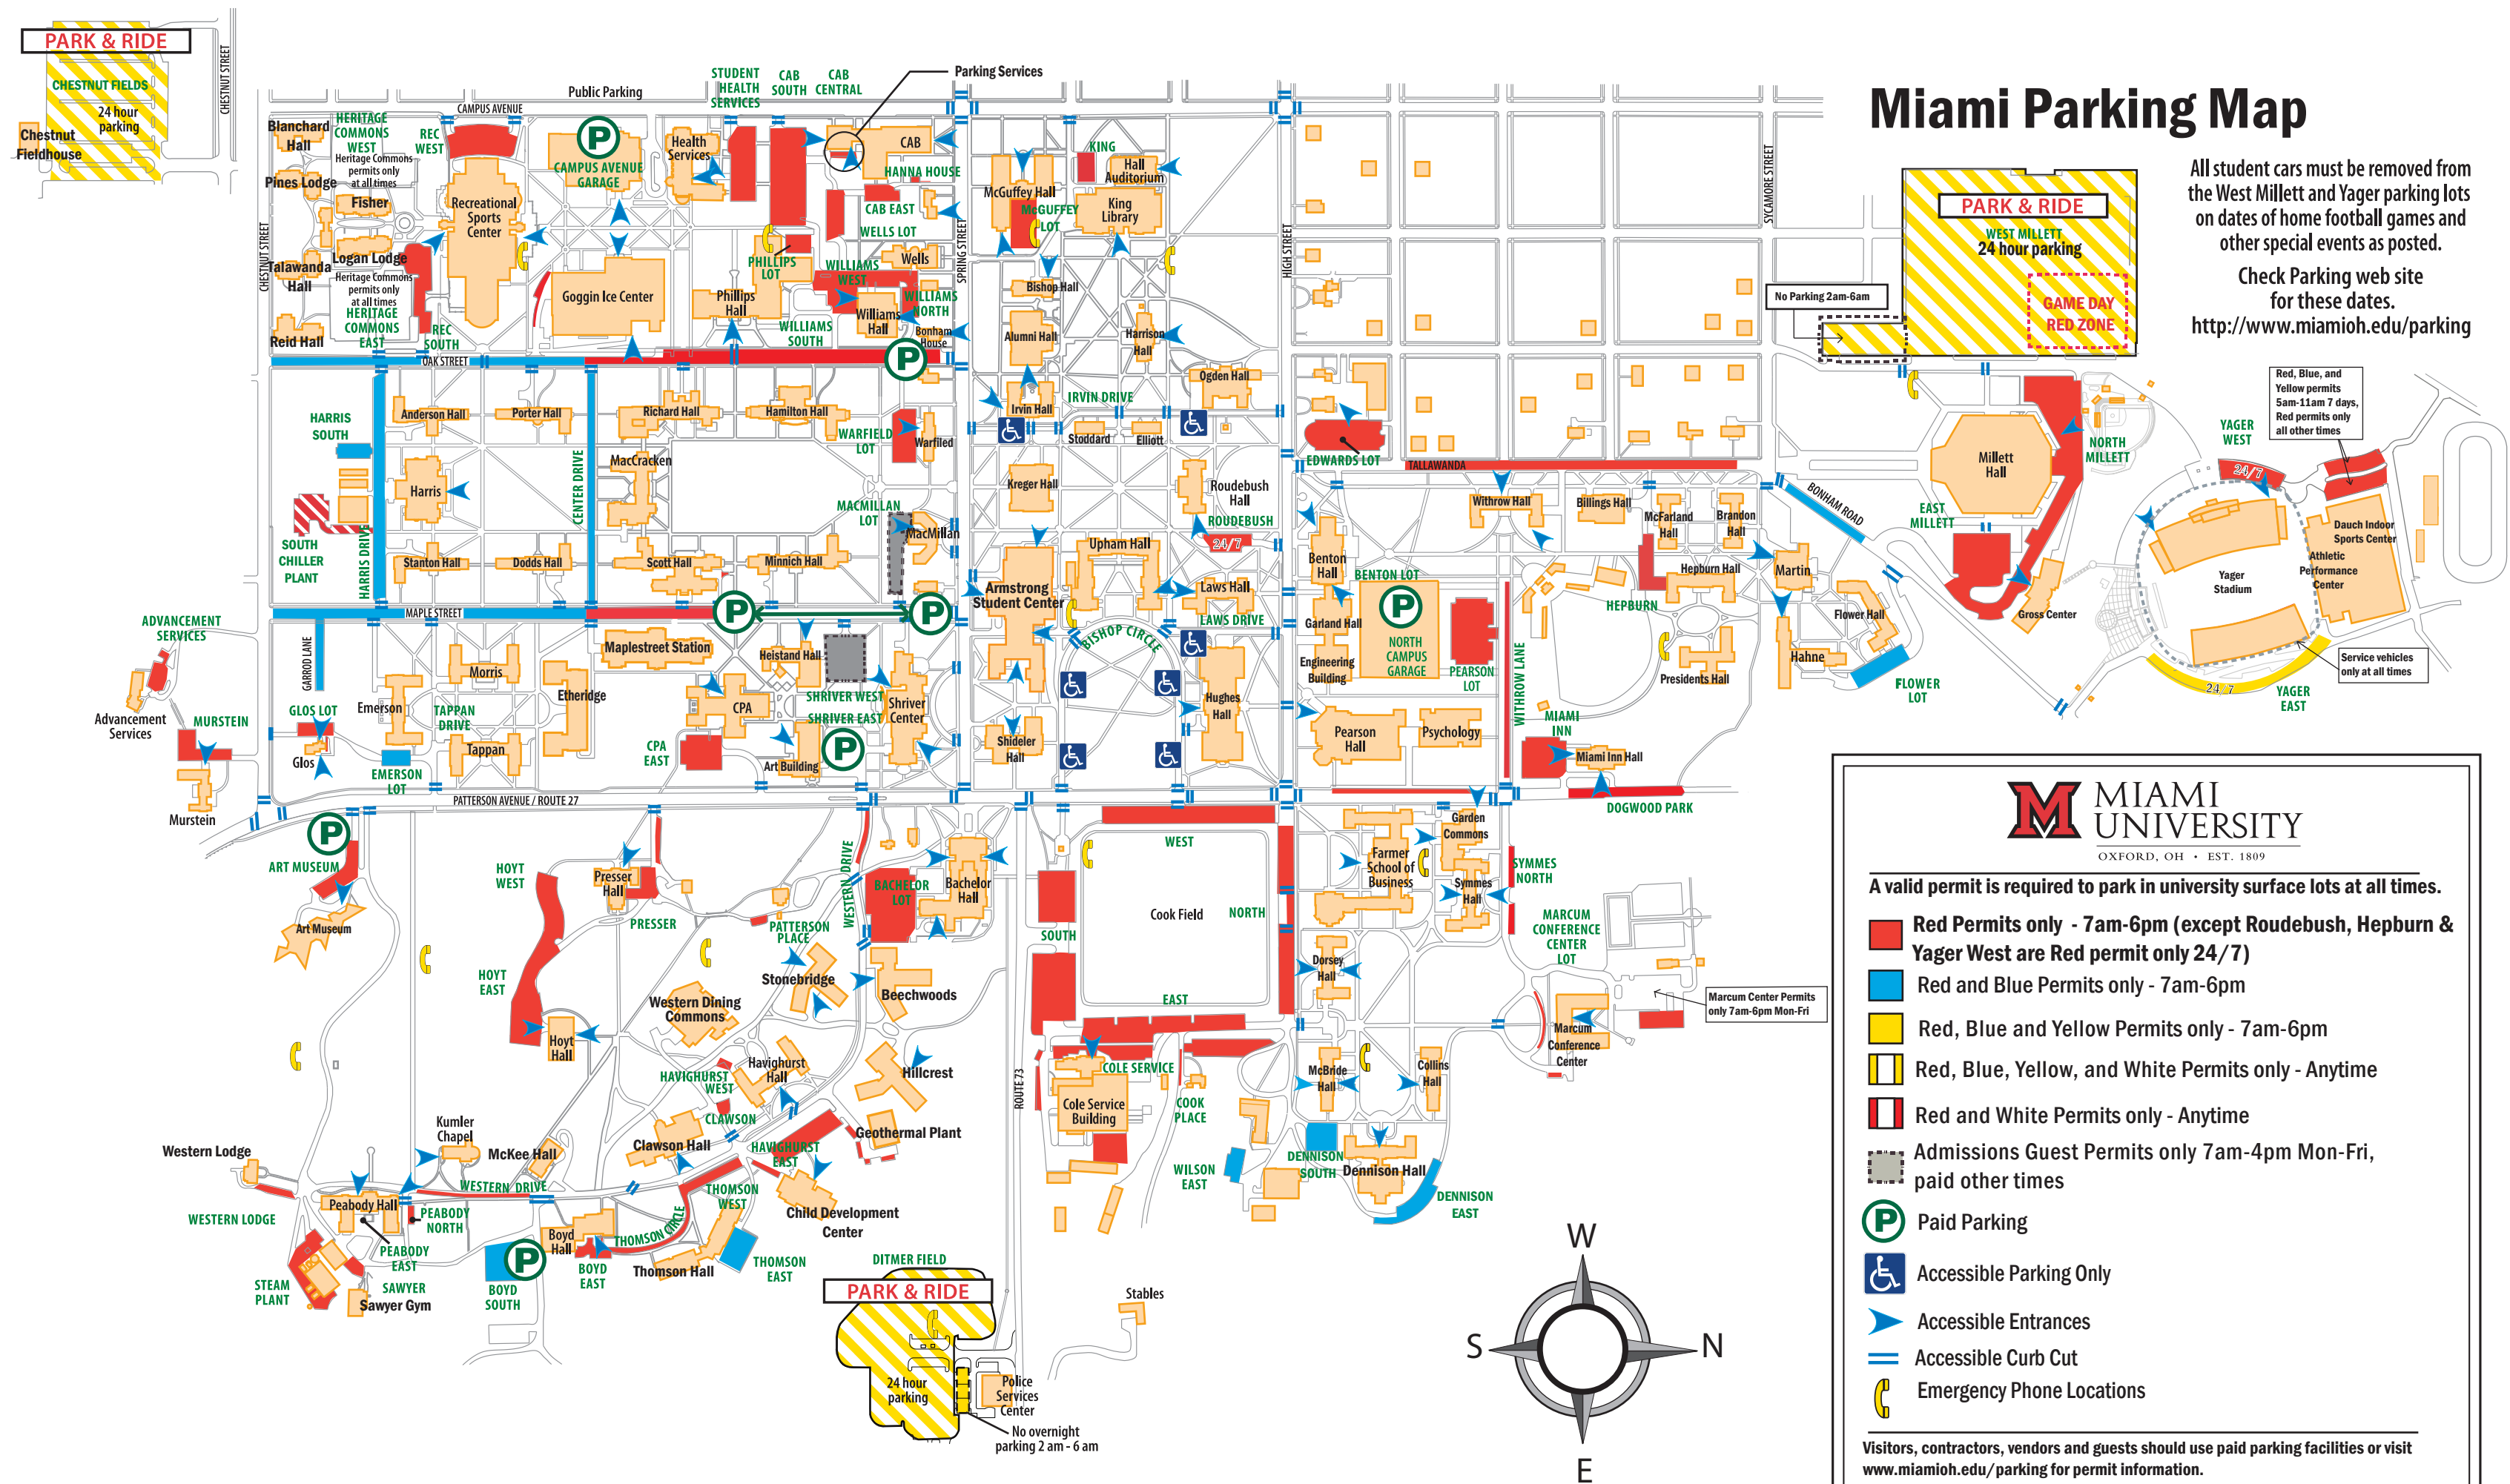 PARK & RIDE
CHESTNUT FIELDS
24 hour
parking
Chestnut
Fieldhouse
CHESTNUT STREET
CHESTNUT STREET
Public Parking
CAMPUS AVENUE
STUDENT
HEALTH
SERVICES
CAB
SOUTH
CAB
CENTRAL
Parking Services
Blanchard
Hall
HERITAGE
COMMONS
WEST
Heritage Commons
permits only
at all times
REC
WEST
P
CAMPUS AVENUE
GARAGE
Health
Services
CAB
HANNA HOUSE
CAB EAST
WELLS LOT
Pines Lodge
Fisher
Recreational
Sports
Center
Logan Lodge
Talawanda
Hall
Heritage Commons
permits only
at all times
HERITAGE
COMMONS
EAST
REC
SOUTH
Reid Hall
Goggin Ice Center
PHILLIPS
LOT
Phillips
Hall
WILLIAMS
WEST
Wells
WILLIAMS
NORTH
Williams
Hall
WILLIAMS
SOUTH
Bonham
House
P
SPRING STREET
OAK STREET
McGuffey Hall
McGUFFEY
LOT
KING
Hall
Auditorium
King
Library
Bishop Hall
Alumni Hall
Harrison
Hall
Ogden Hall
Irvin Hall
IRVIN DRIVE
Stoddard
Elliott
HIGH STREET
SYCAMORE STREET
Miami Parking Map
All student cars must be removed from
the West Millett and Yager parking lots
on dates of home football games and
other special events as posted.
Check Parking web site
for these dates.
http://www.miamioh.edu/parking
PARK & RIDE
WEST MILLETT
24 hour parking
GAME DAY
RED ZONE
No Parking 2am-6am
HARRIS
SOUTH
Anderson Hall
Porter Hall
Richard Hall
Hamilton Hall
WARFIELD
LOT
Warfiled
Harris
CENTER DRIVE
MacCracken
MACMILLAN
LOT
MacMillan
SOUTH
CHILLER
PLANT
HARRIS DRIVE
Stanton Hall
Dodds Hall
Scott Hall
Minnich Hall
MAPLE STREET
P
P
Kreger Hall
Roudebush
Hall
ROUDEBUSH
24/7
Upham Hall
Armstrong
Student Center
Laws Hall
LAWS DRIVE
BISHOP CIRCLE
Hughes
Hall
Shideler
Hall
EDWARDS LOT
TALLAWANDA
Withrow Hall
Billings Hall
McFarland
Hall
Brandon
Hall
BONHAM ROAD
Benton
Hall
BENTON LOT
P
NORTH
CAMPUS
GARAGE
Garland Hall
Engineering
Building
PEARSON
LOT
WITHROW LANE
HEPBURN
Hepburn Hall
Martin
Flower Hall
Hahne
FLOWER
LOT
Presidents Hall
MIAMI
INN
Miami Inn Hall
DOGWOOD PARK
Pearson
Hall
Psychology
Millett
Hall
NORTH
MILLETT
EAST
MILLETT
Gross Center
YAGER
WEST
24/7
Red, Blue, and
Yellow permits
5am-11am 7 days,
Red permits only
all other times
Dauch Indoor
Sports Center
Athletic
Performance
Center
Yager
Stadium
24/7
YAGER
EAST
Service vehicles
only at all times
ADVANCEMENT
SERVICES
Advancement
Services
MURSTEIN
Murstein
GARROD LANE
GLOS LOT
Glos
Emerson
EMERSON
LOT
Morris
TAPPAN
DRIVE
Tappan
Etheridge
Maplestreet Station
Heistand Hall
CPA
CPA
EAST
SHRIVER WEST
SHRIVER EAST
P
Shriver
Center
Art Building
PATTERSON AVENUE / ROUTE 27
P
ART MUSEUM
Art Museum
HOYT
WEST
HOYT
EAST
Hoyt
Hall
Presser
Hall
PRESSER
PATTERSON
PLACE
WESTERN DRIVE
BACHELOR
LOT
Bachelor
Hall
Stonebridge
Beechwoods
Western Dining
Commons
HAVIGHURST
WEST
Havighurst
Hall
Hillcrest
CLAWSON
Clawson Hall
HAVIGHURST
EAST
Geothermal Plant
Kumler
Chapel
McKee Hall
WESTERN DRIVE
Western Lodge
WESTERN LODGE
Peabody Hall
PEABODY
NORTH
PEABODY
EAST
STEAM
PLANT
SAWYER
Sawyer Gym
BOYD
SOUTH
P
Boyd
Hall
BOYD
EAST
THOMSON CIRCLE
THOMSON
WEST
Thomson Hall
THOMSON
EAST
Child Development
Center
DITMER FIELD
PARK & RIDE
24 hour
parking
Police
Services
Center
No overnight
parking 2 am - 6 am
Stables
ROUTE 73
WEST
SOUTH
Cook Field
NORTH
EAST
COLE SERVICE
Cole Service
Building
COOK
PLACE
Farmer
School of
Business
Garden
Commons
Symmes
Hall
SYMMES
NORTH
Dorsey
Hall
MARCUM
CONFERENCE
CENTER
LOT
Marcum
Conference
Center
Marcum Center Permits
only 7am-6pm Mon-Fri
McBride
Hall
Collins
Hall
WILSON
EAST
DENNISON
SOUTH
Dennison Hall
DENNISON
EAST
W
S
N
E
M
MIAMI
UNIVERSITY
OXFORD, OH • EST. 1809
A valid permit is required to park in university surface lots at all times.
Red Permits only - 7am-6pm (except Roudebush, Hepburn &
Yager West are Red permit only 24/7)
Red and Blue Permits only - 7am-6pm
Red, Blue and Yellow Permits only - 7am-6pm
Red, Blue, Yellow, and White Permits only - Anytime
Red and White Permits only - Anytime
Admissions Guest Permits only 7am-4pm Mon-Fri,
paid other times
P
Paid Parking
Accessible Parking Only
Accessible Entrances
Accessible Curb Cut
Emergency Phone Locations
Visitors, contractors, vendors and guests should use paid parking facilities or visit
www.miamioh.edu/parking for permit information.